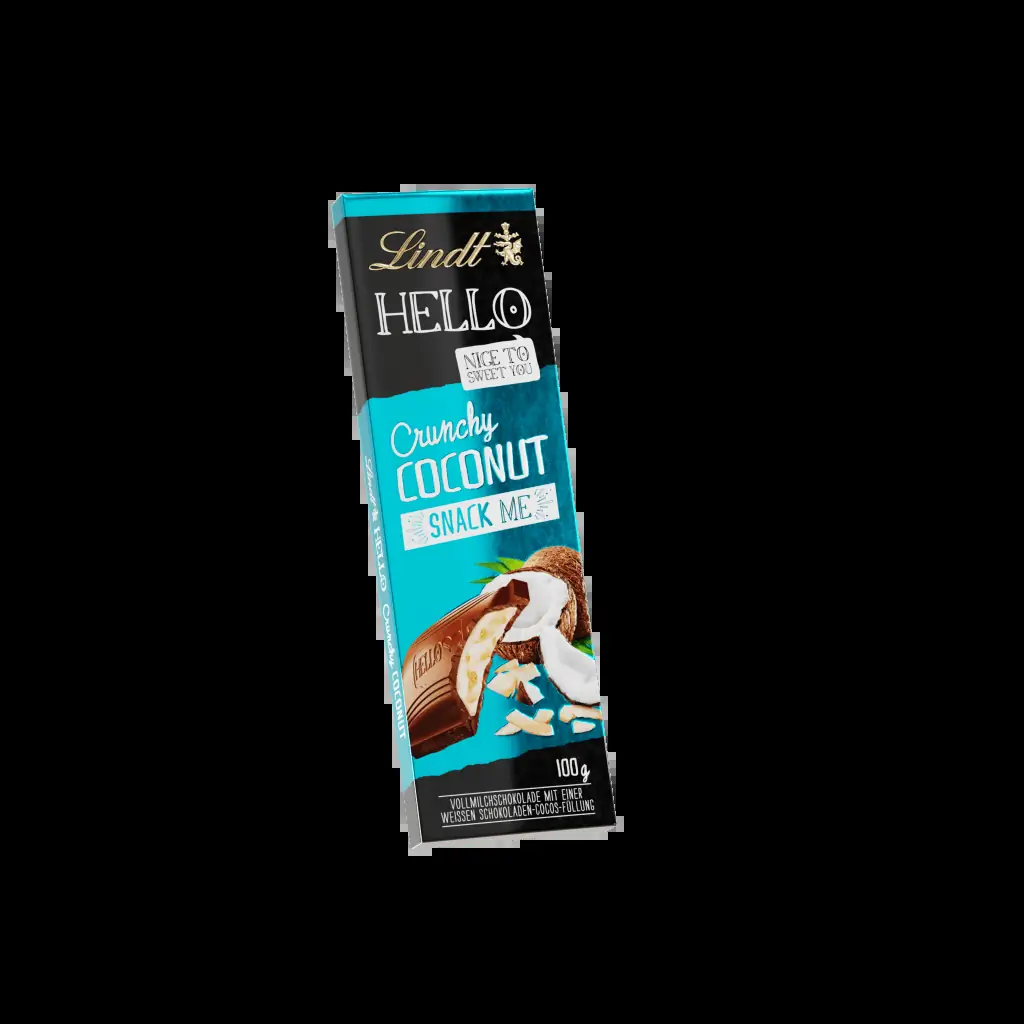 Lindt
HELLO
NICE TO
SWEET YOU
Crunchy
COCONUT
SNACK ME
HELLO
100g
VOLLMILCHSCHOKOLADE MIT EINER
WEISSEN SCHOKOLADEN-COCOS-FÜLLUNG
Lindt HELLO Crunchy COCONUT